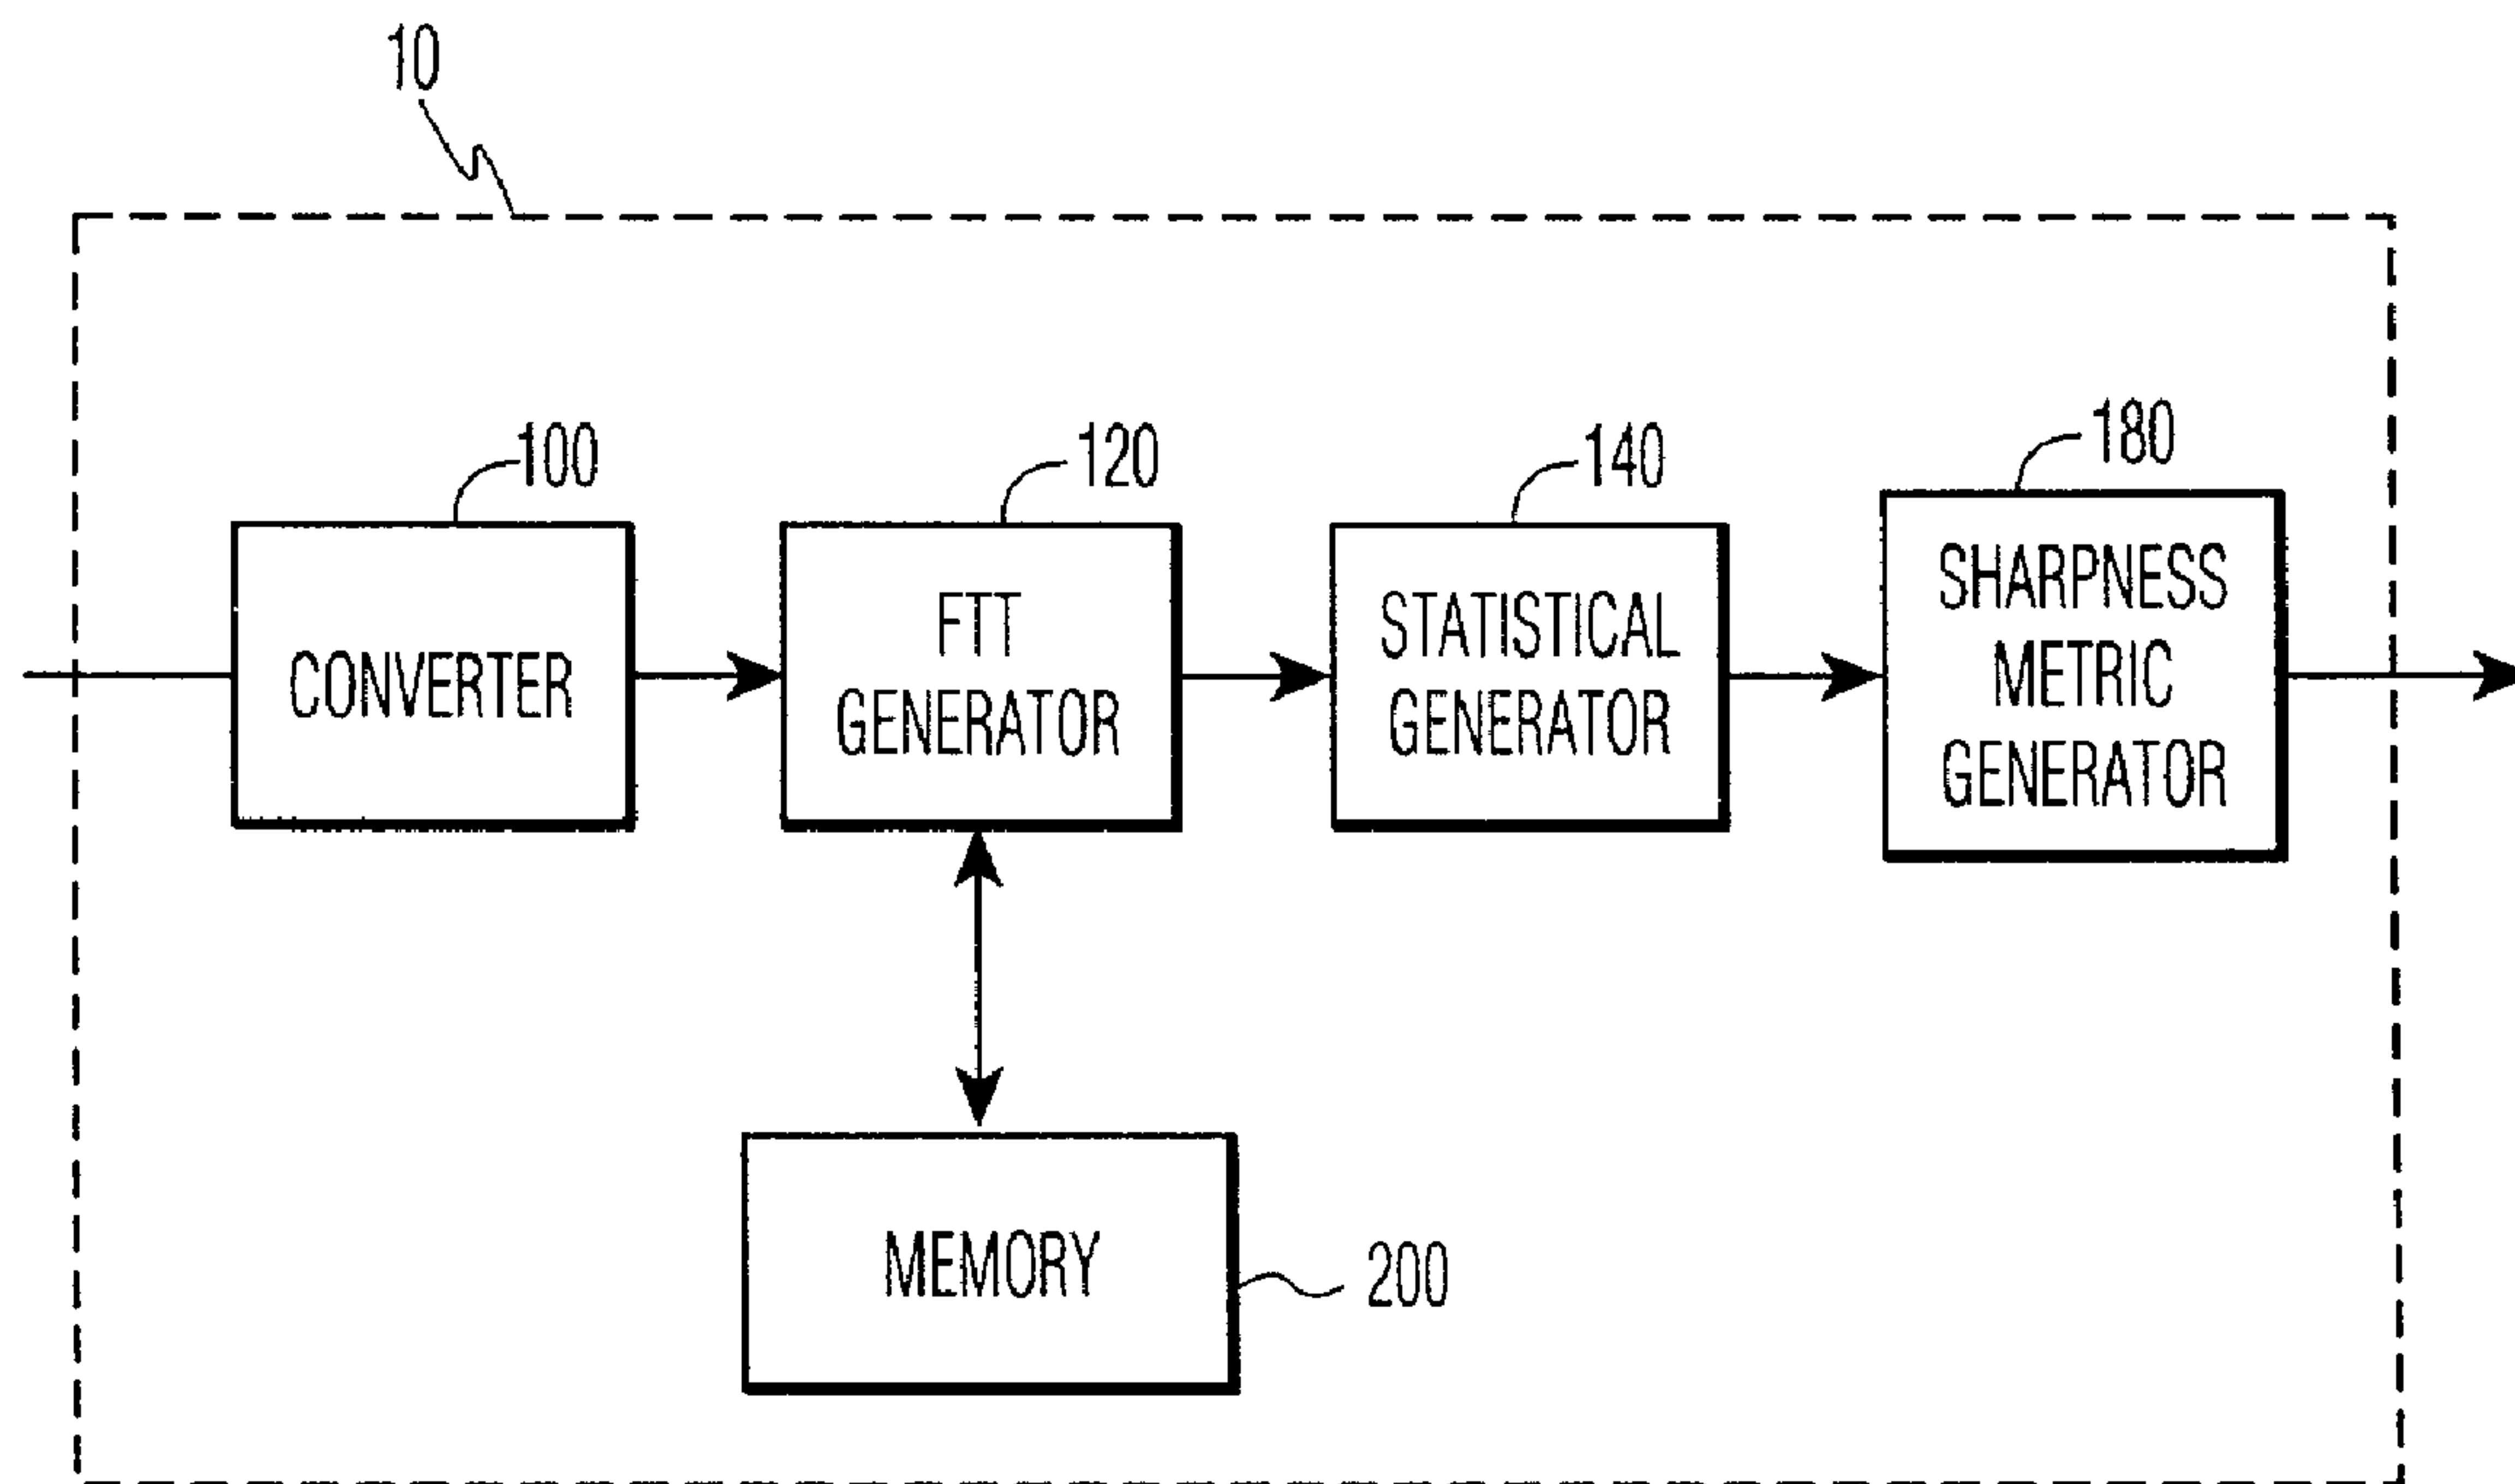 10
100
CONVERTER
120
FTT
GENERATOR
140
STATISTICAL
GENERATOR
180
SHARPNESS
METRIC
GENERATOR
MEMORY
200